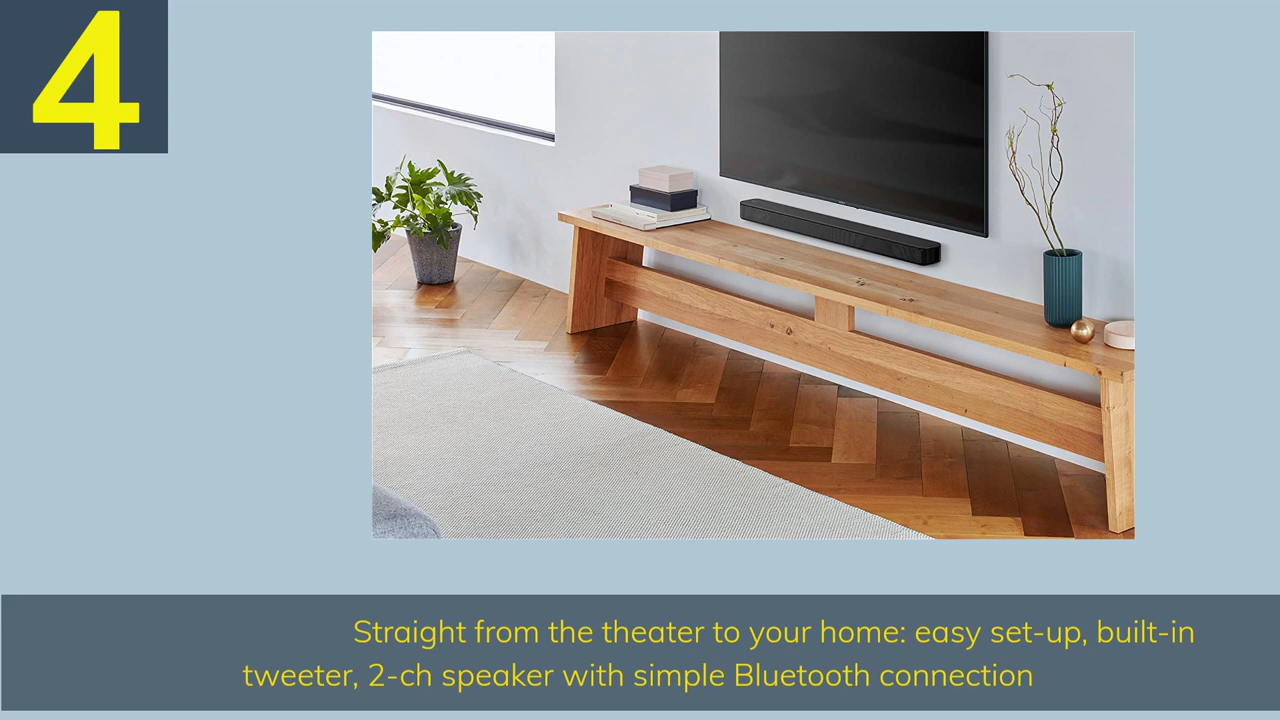 4
Straight from the theater to your home: easy set-up, built-in
tweeter, 2-ch speaker with simple Bluetooth connection